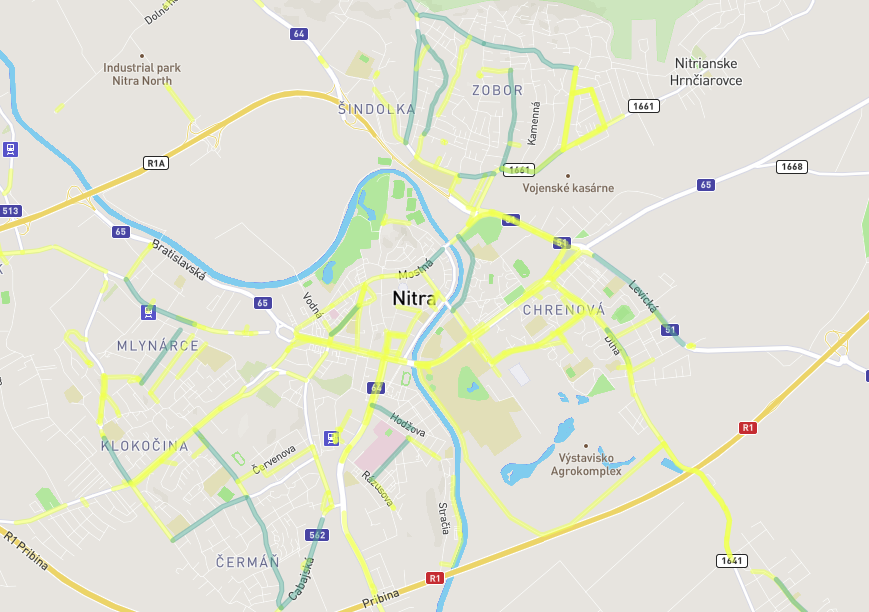 Dolné
64
Industrial park
Nitra North
ŠINDOLKA
ZOBOR
Kamenná
Nitrianske
Hrnčiarovce
1661
R1A
1661
1668
Vojenské kasárne
65
513
65
51
51
Bratislavská
Mostná
Levická
65
Vodná
Nitra
CHRENOVÁ
51
MLYNÁRCE
Dlhá
64
Hodžova
R1
KLOKOČINA
Červenova
Výstavisko
Agrokomplex
Rázusova
Stračia
R1 Pribina
562
ČERMÁŇ
Cabajská
1641
R1
Pribina